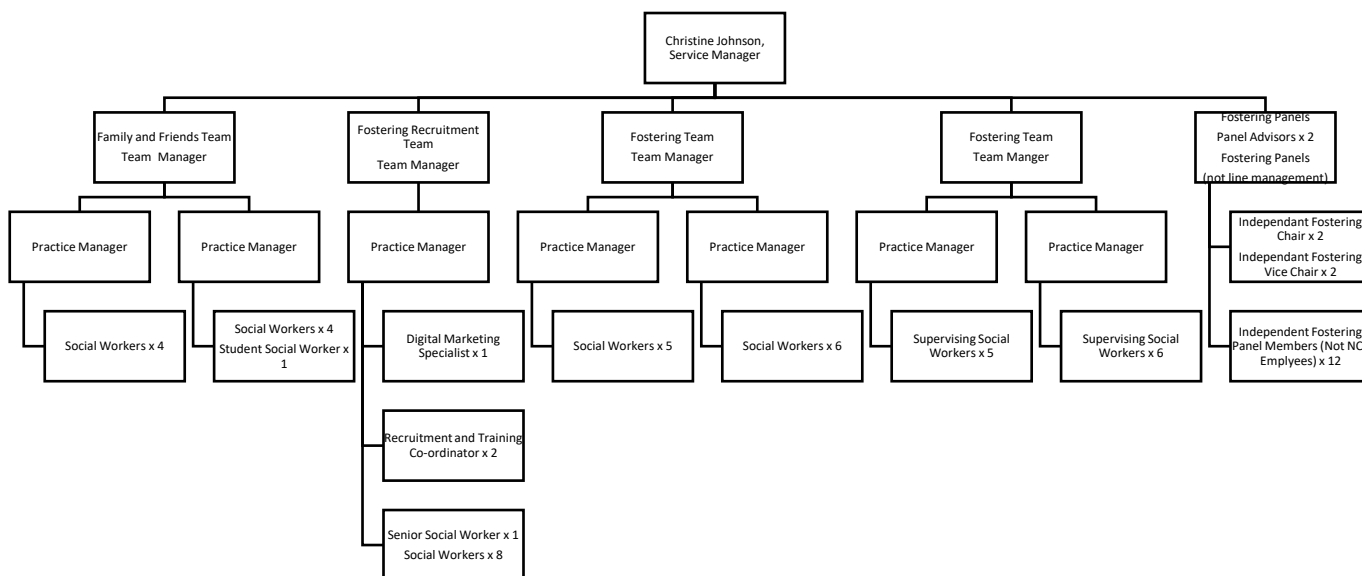 Christine Johnson,
Service Manager
Family and Friends Team
Team Manager
Fostering Recruitment
Team
Team Manager
Fostering Team
Team Manager
Fostering Team
Team Manger
Fostering Panels
Panel Advisors x 2
Fostering Panels
(not line management)
Practice Manager
Practice Manager
Practice Manager
Practice Manager
Practice Manager
Practice Manager
Practice Manager
Independant Fostering
Chair x 2
Independant Fostering
Vice Chair x 2
Social Workers x 4
Social Workers x 4
Student Social Worker x
1
Digital Marketing
Specialist x 1
Social Workers x 5
Social Workers x 6
Supervising Social
Workers x 5
Supervising Social
Workers x 6
Independent Fostering
Panel Members (Not
Emplyees) x 12
Recruitment and Training
Co-ordinator x 2
Senior Social Worker x 1
Social Workers x 8